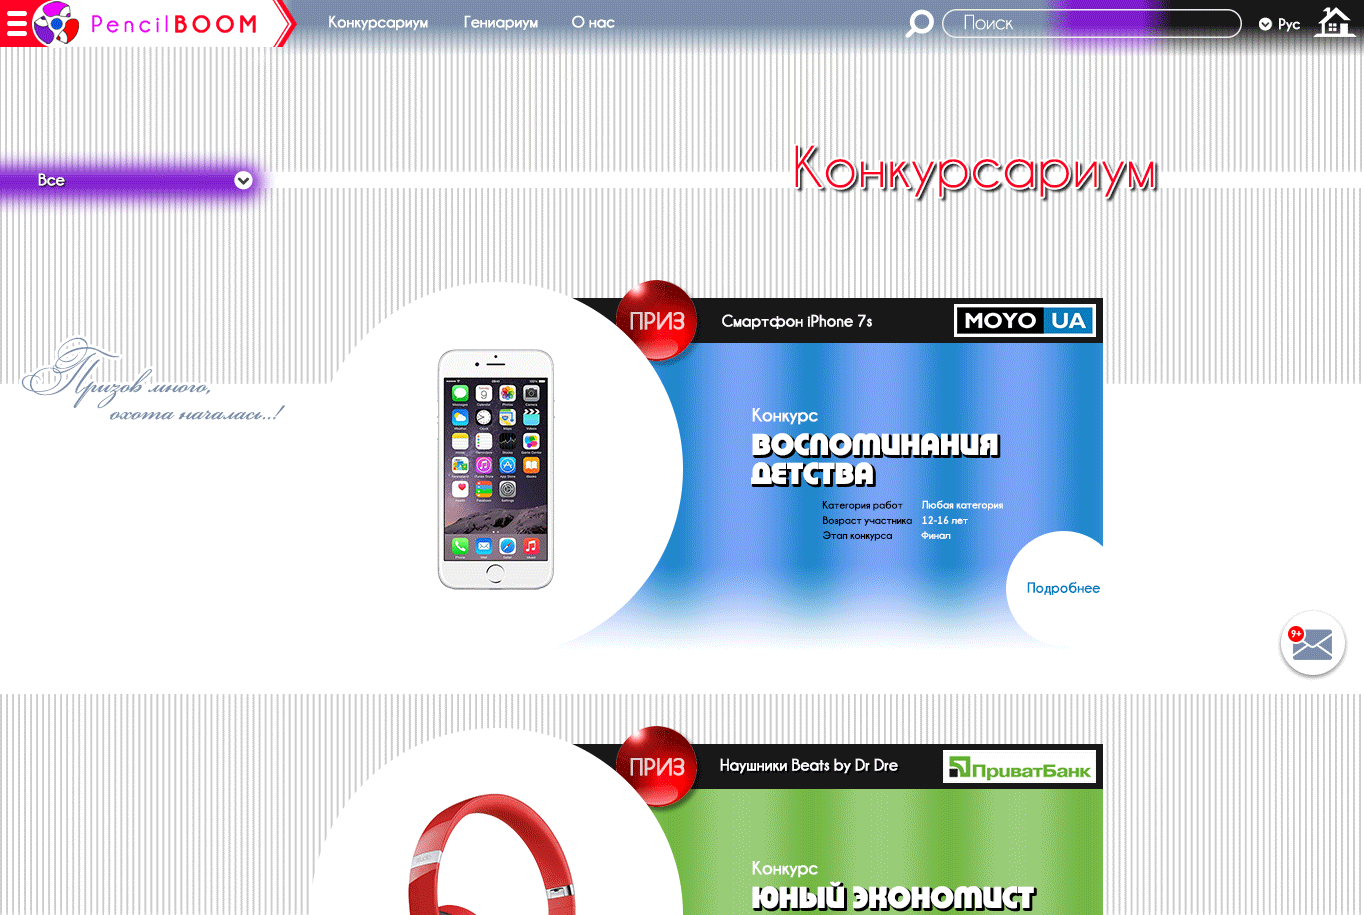 PencilBOOM
Конкурсариум
Гениариум
О нас
Поиск
Рус
Все
Конкурсариум
Призов много,
охота началась..!
ПРИЗ
Смартфон iPhone 7s
MOYO UA
Конкурс
ВОСПОМИНАНИЯ
ДЕТСТВА
Категория работ Любая категория
Возраст участника 12-16 лет
Этап конкурса Финал
Подробнее
9+
ПРИЗ
Наушники Beats by Dr Dre
ПриватБанк
Конкурс
ЮНЫЙ ЭКОНОМИСТ